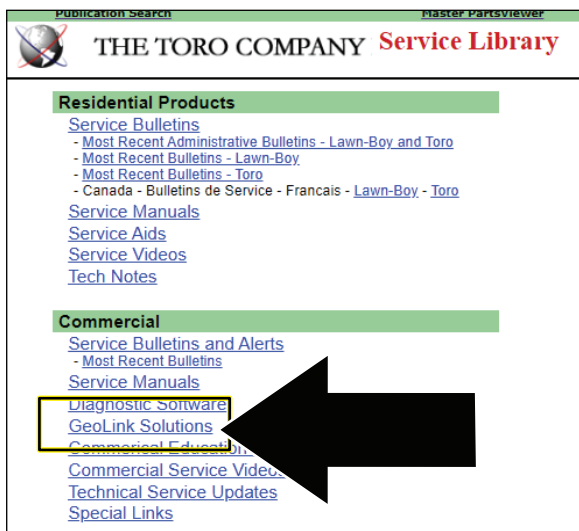 Publication Search Master PartsViewer
THE TORO COMPANY Service Library
Residential Products
Service Bulletins
- Most Recent Administrative Bulletins - Lawn-Boy and Toro
- Most Recent Bulletins - Lawn-Boy
- Most Recent Bulletins - Toro
- Canada - Bulletins de Service - Francais - Lawn-Boy - Toro
Service Manuals
Service Aids
Service Videos
Tech Notes
Commercial
Service Bulletins and Alerts
- Most Recent Bulletins
Service Manuals
Diagnostic Software
GeoLink Solutions
Commerical Education
Commercial Service Videos
Technical Service Updates
Special Links